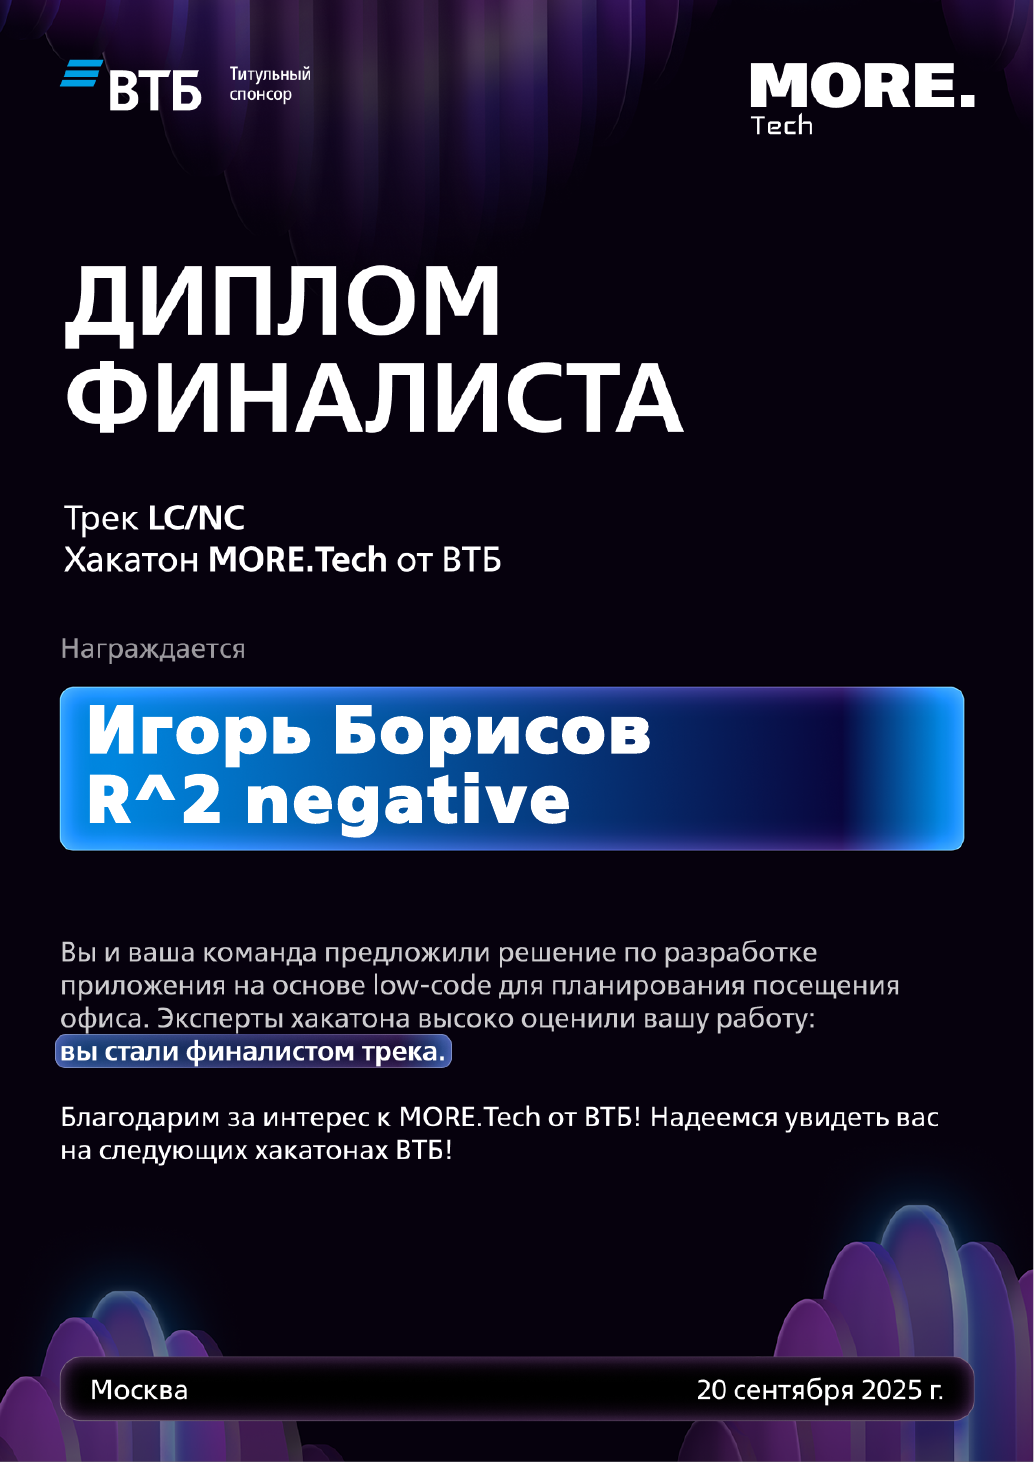 ВТБ
Титульный
спонсор
MORE.
Tech
ДИПЛОМ
ФИНАЛИСТА
Трек LC/NC
Хакатон MORE.Tech от ВТБ
Награждается
Игорь Борисов
R^2 negative
Вы и ваша команда предложили решение по разработке
приложения на основе low-code для планирования посещения
офиса. Эксперты хакатона высоко оценили вашу работу:
вы стали финалистом трека.
Благодарим за интерес к MORE.Tech от ВТБ! Надеемся увидеть вас
на следующих хакатонах ВТБ!
Москва
20 сентября 2025 г.